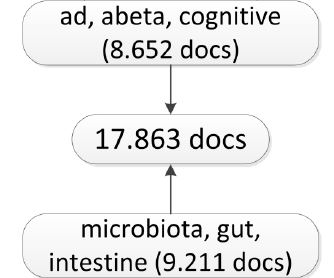 ad, abeta, cognitive
(8.652 docs)
17.863 docs
microbiota, gut,
intestine (9.211 docs)